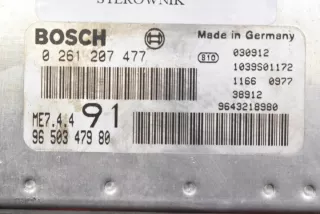 STEROWNIK
BOSCH
0 261 207 477
ME7.4.4 91
96 503 479 80
Made in Germany
810 030912
1039S01172
1166 0977
38912
9643218980